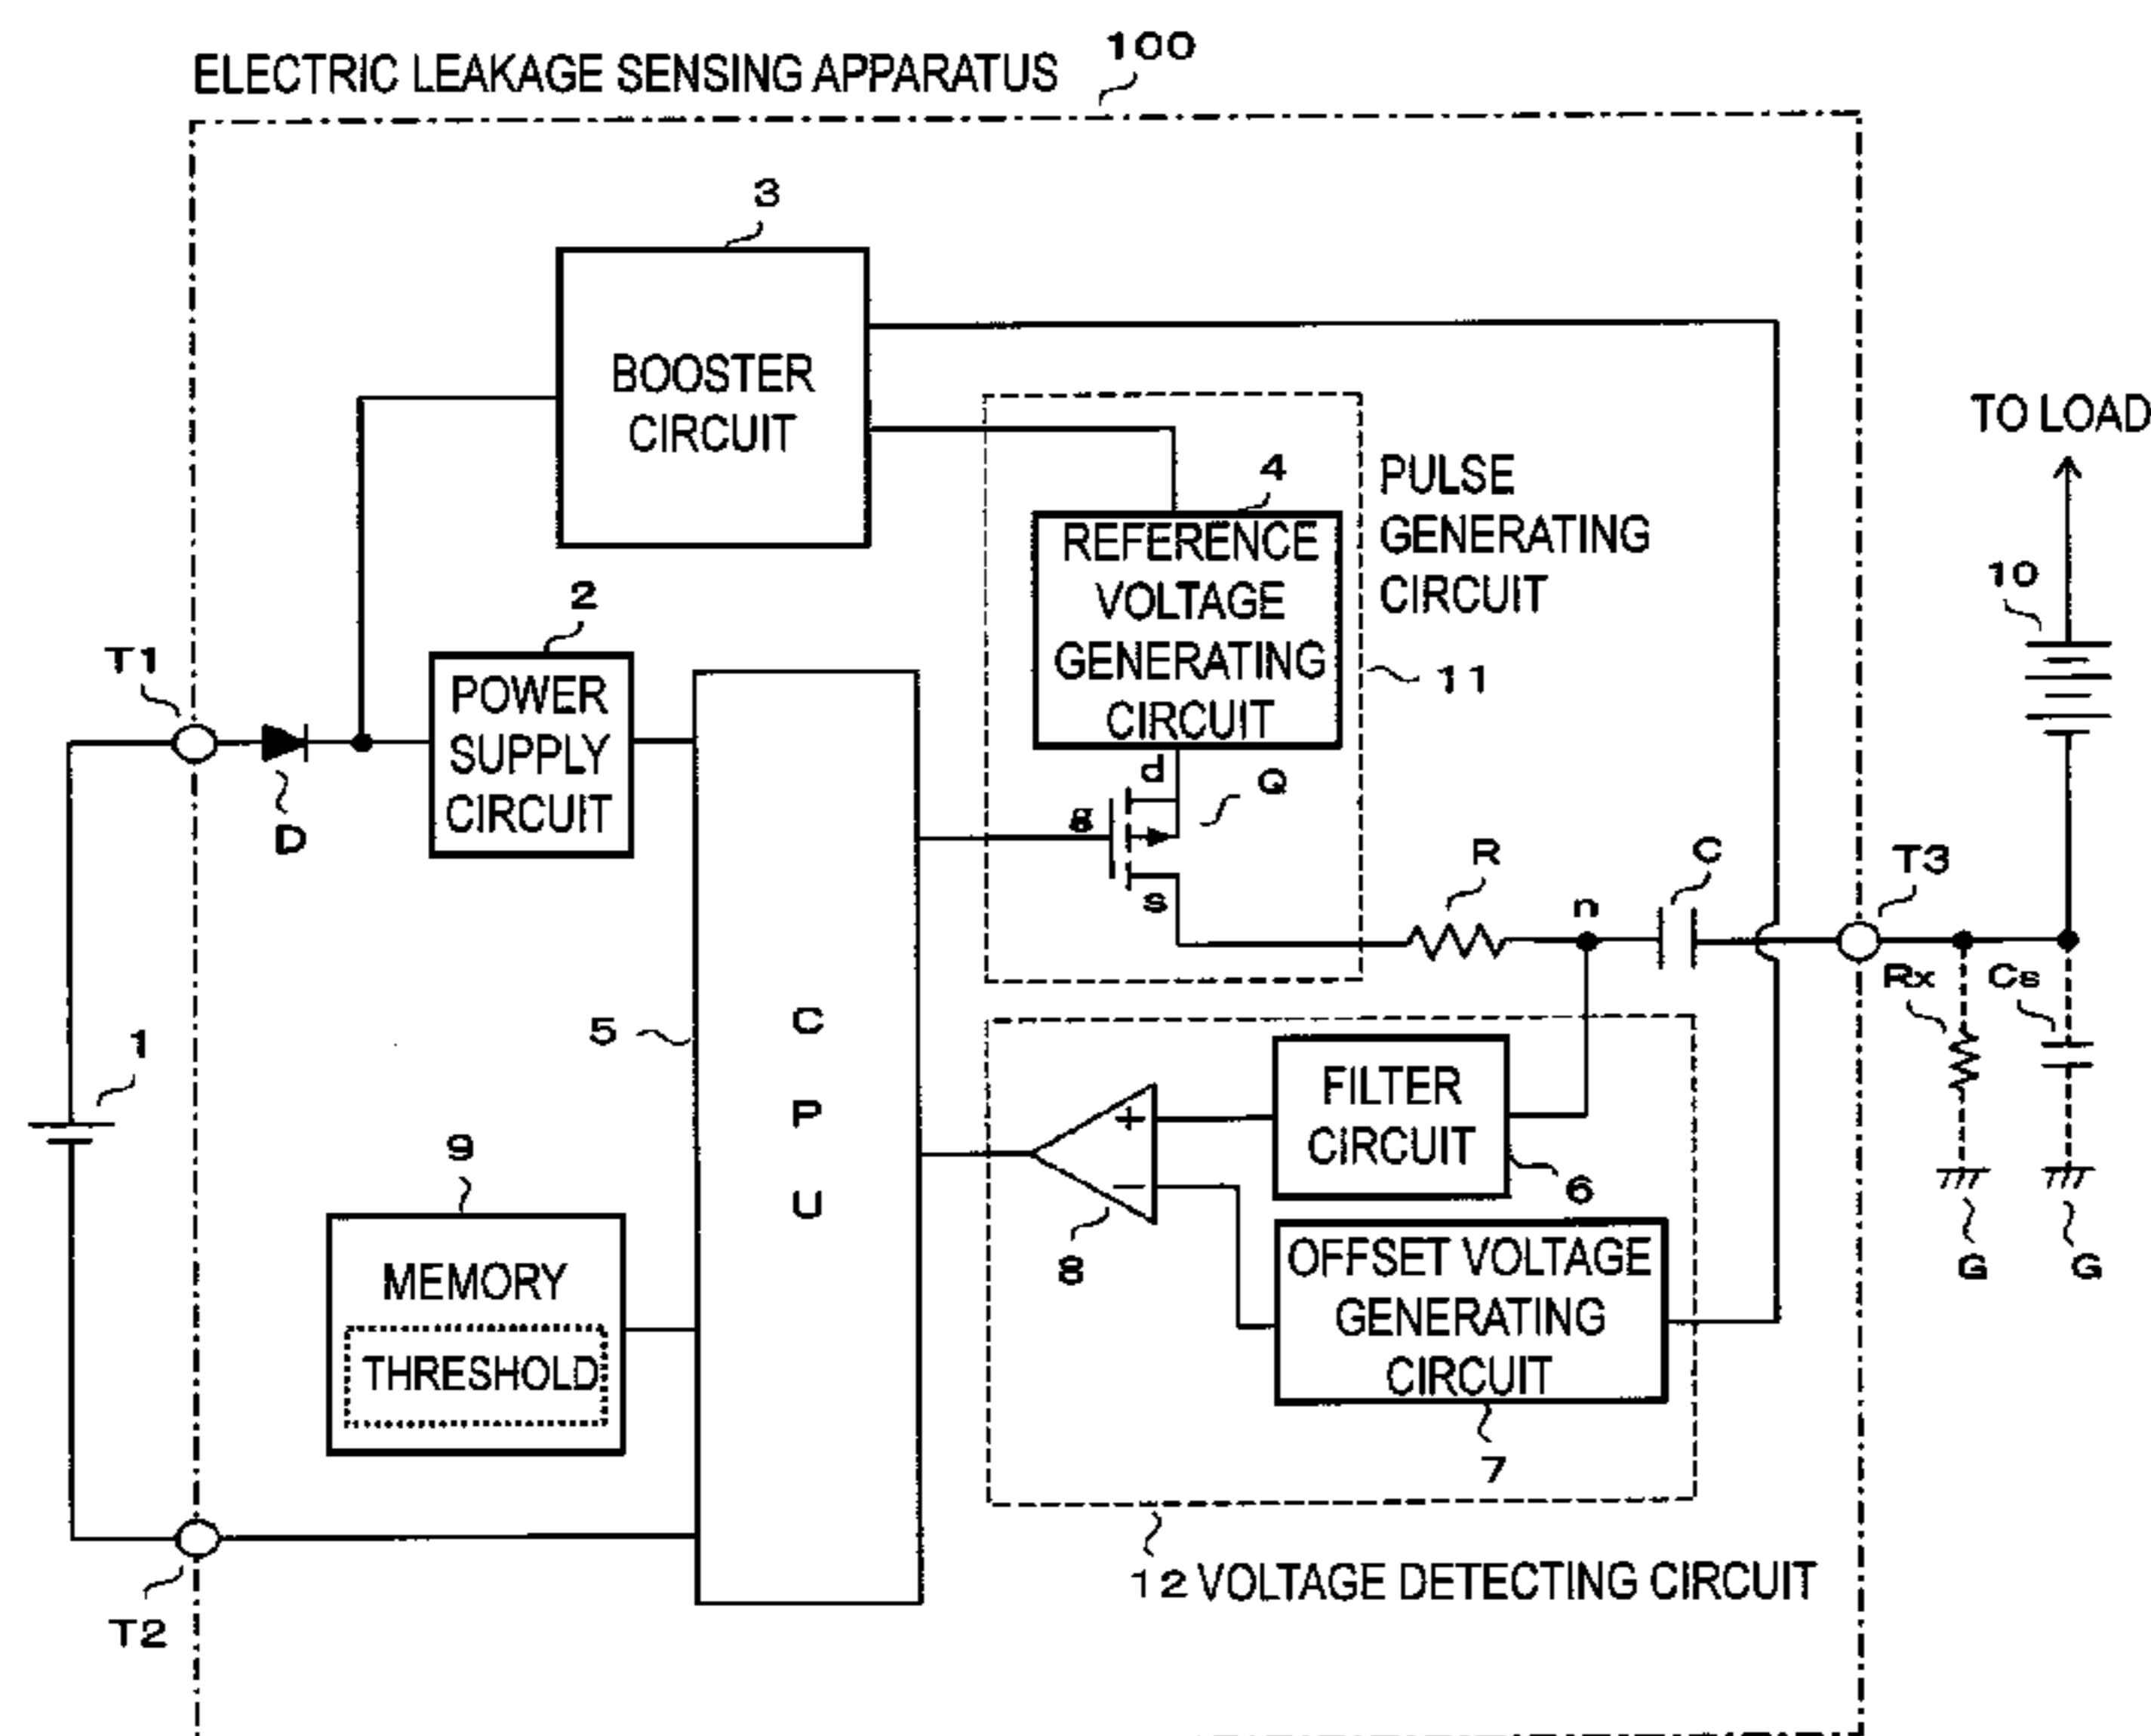 100
ELECTRIC LEAKAGE SENSING APPARATUS
3
BOOSTER
CIRCUIT
TO LOAD
PULSE
GENERATING
CIRCUIT
4
REFERENCE
VOLTAGE
GENERATING
CIRCUIT
11
10
2
POWER
SUPPLY
CIRCUIT
T1
D
d
Q
g
s
R
n
C
T3
Rx
Cs
1
5
C
P
U
FILTER
CIRCUIT
6
+
−
8
G
G
9
MEMORY
THRESHOLD
OFFSET VOLTAGE
GENERATING
CIRCUIT
7
12 VOLTAGE DETECTING CIRCUIT
T2